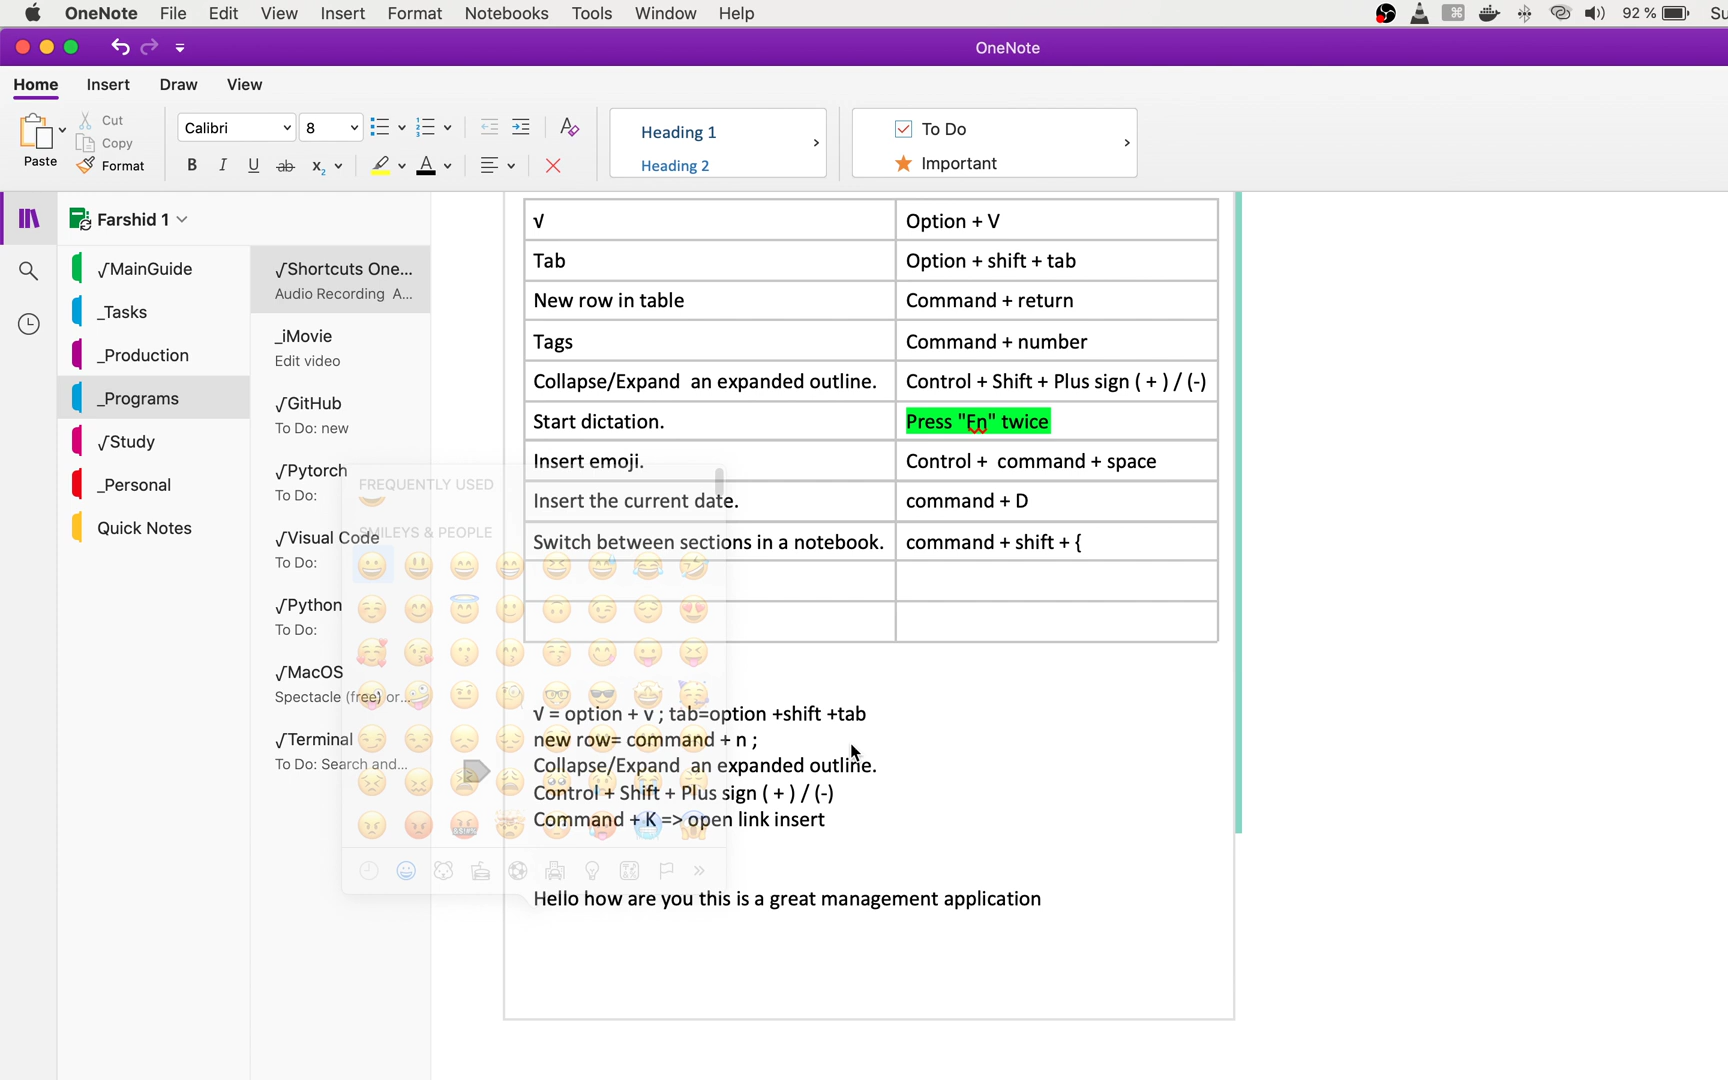 OneNote File Edit View Insert Format Notebooks Tools Window Help 92 %
OneNote
Home Insert Draw View
Paste
Cut
Copy
Format
Calibri 8
B I U ab X2 A
Heading 1
Heading 2
To Do
Important
Farshid 1
√MainGuide
_Tasks
_Production
_Programs
√Study
_Personal
Quick Notes
√Shortcuts One...
Audio Recording A...
_iMovie
Edit video
√GitHub
To Do: new
√Pytorch
To Do:
√Visual Code
To Do:
√Python
To Do:
√MacOS
Spectacle (free) or...
√Terminal
To Do: Search and...
FREQUENTLY USED
SMILEYS & PEOPLE
√ Option + V
Tab Option + shift + tab
New row in table Command + return
Tags Command + number
Collapse/Expand an expanded outline. Control + Shift + Plus sign ( + ) / (-)
Start dictation. Press "Fn" twice
Insert emoji. Control + command + space
Insert the current date. command + D
Switch between sections in a notebook. command + shift + {
√ = option + v ; tab=option +shift +tab
new row= command + n ;
Collapse/Expand an expanded outline.
Control + Shift + Plus sign ( + ) / (-)
Command + K => open link insert
Hello how are you this is a great management application